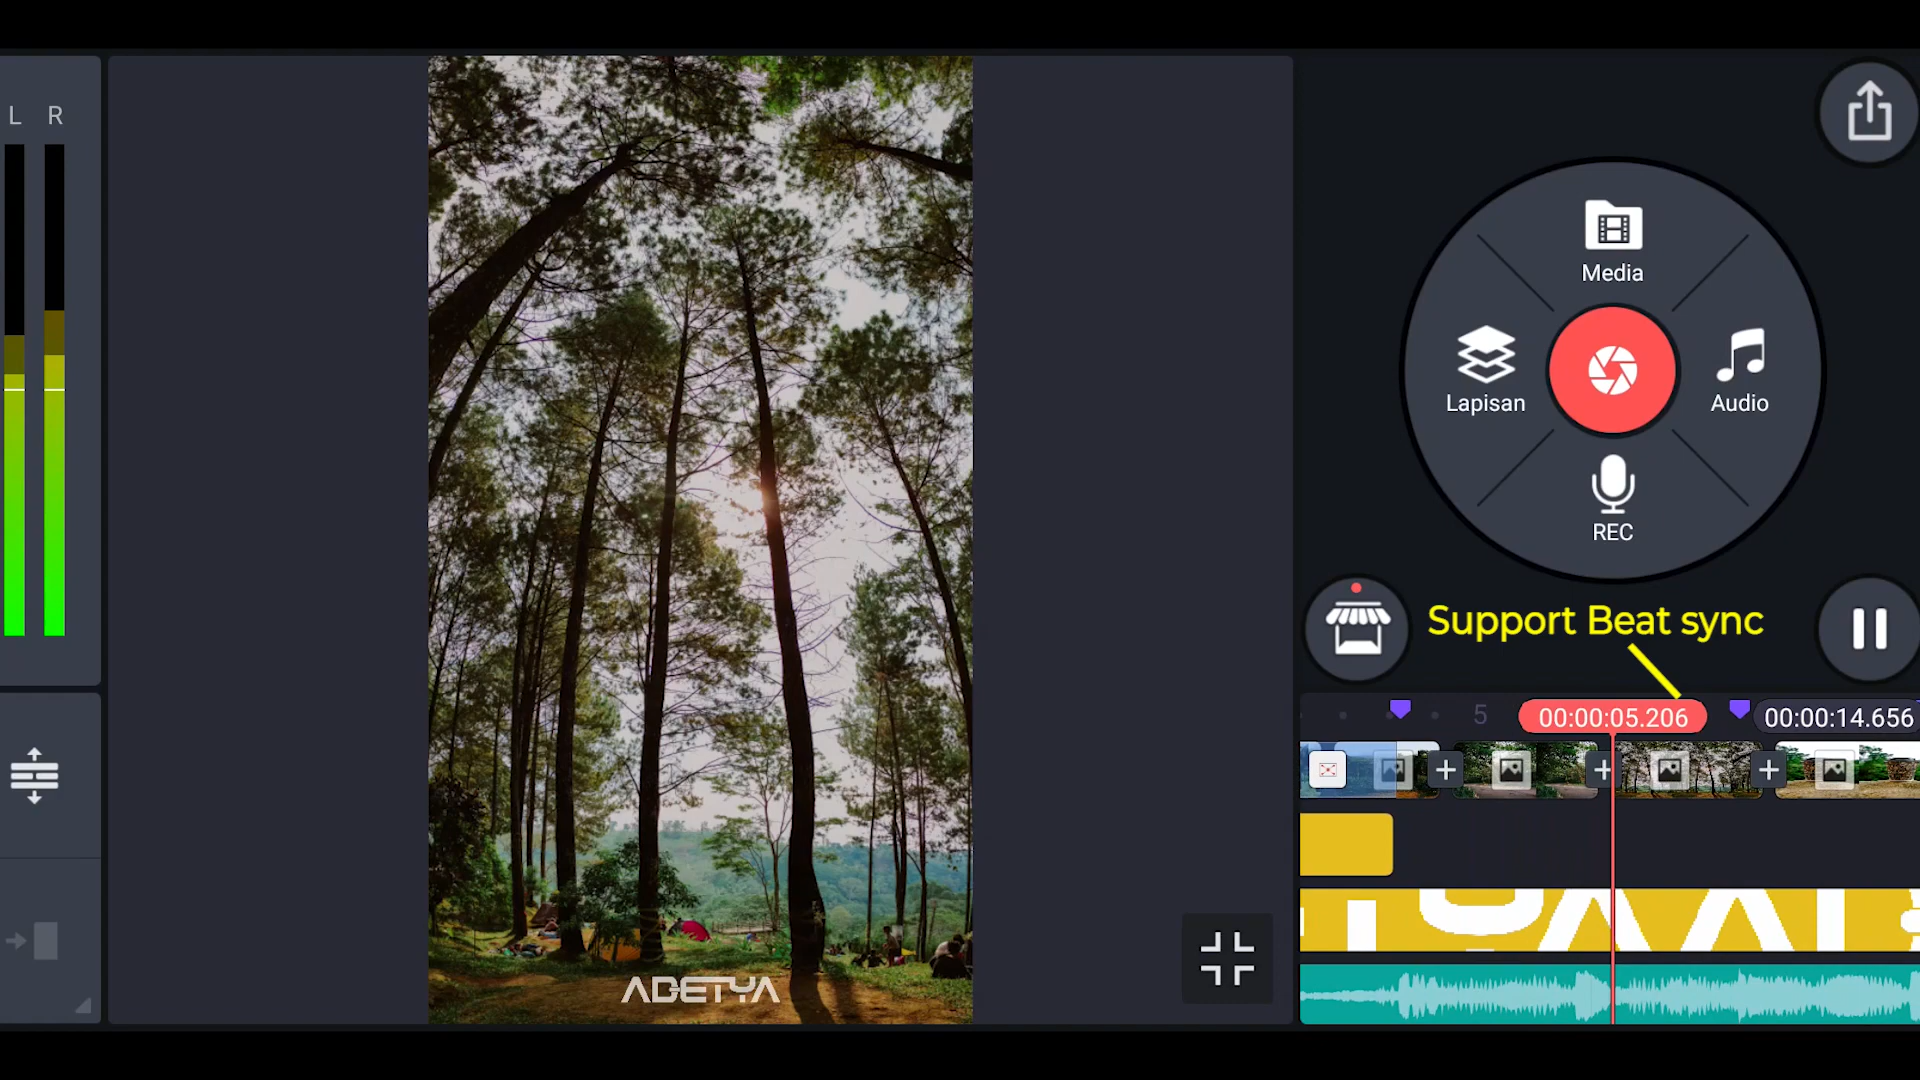 L R
Media
Lapisan
Audio
REC
Support Beat sync
5
00:00:05.206
00:00:14.656
ADETYA